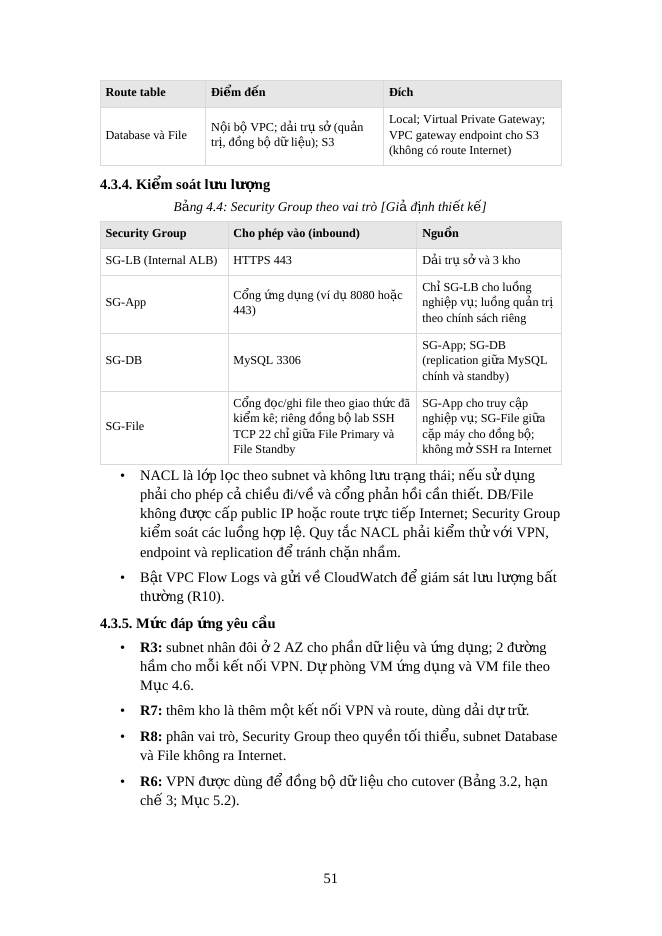 Route table Điểm đến Đích
Database và File
Nội bộ VPC; dải trụ sở (quản
trị, đồng bộ dữ liệu); S3
Local; Virtual Private Gateway;
VPC gateway endpoint cho S3
(không có route Internet)
4.3.4. Kiểm soát lưu lượng
Bảng 4.4: Security Group theo vai trò [Giả định thiết kế]
Security Group Cho phép vào (inbound) Nguồn
SG-LB (Internal ALB) HTTPS 443 Dải trụ sở và 3 kho
SG-App
Cổng ứng dụng (ví dụ 8080 hoặc
443)
Chỉ SG-LB cho luồng
nghiệp vụ; luồng quản trị
theo chính sách riêng
SG-DB
MySQL 3306
SG-App; SG-DB
(replication giữa MySQL
chính và standby)
SG-File
Cổng đọc/ghi file theo giao thức đã
kiểm kê; riêng đồng bộ lab SSH
TCP 22 chỉ giữa File Primary và
File Standby
SG-App cho truy cập
nghiệp vụ; SG-File giữa
cặp máy cho đồng bộ;
không mở SSH ra Internet
• NACL là lớp lọc theo subnet và không lưu trạng thái; nếu sử dụng
phải cho phép cả chiều đi/về và cổng phản hồi cần thiết. DB/File
không được cấp public IP hoặc route trực tiếp Internet; Security Group
kiểm soát các luồng hợp lệ. Quy tắc NACL phải kiểm thử với VPN,
endpoint và replication để tránh chặn nhầm.
• Bật VPC Flow Logs và gửi về CloudWatch để giám sát lưu lượng bất
thường (R10).
4.3.5. Mức đáp ứng yêu cầu
• R3: subnet nhân đôi ở 2 AZ cho phần dữ liệu và ứng dụng; 2 đường
hầm cho mỗi kết nối VPN. Dự phòng VM ứng dụng và VM file theo
Mục 4.6.
• R7: thêm kho là thêm một kết nối VPN và route, dùng dải dự trữ.
• R8: phân vai trò, Security Group theo quyền tối thiểu, subnet Database
và File không ra Internet.
• R6: VPN được dùng để đồng bộ dữ liệu cho cutover (Bảng 3.2, hạn
chế 3; Mục 5.2).
51